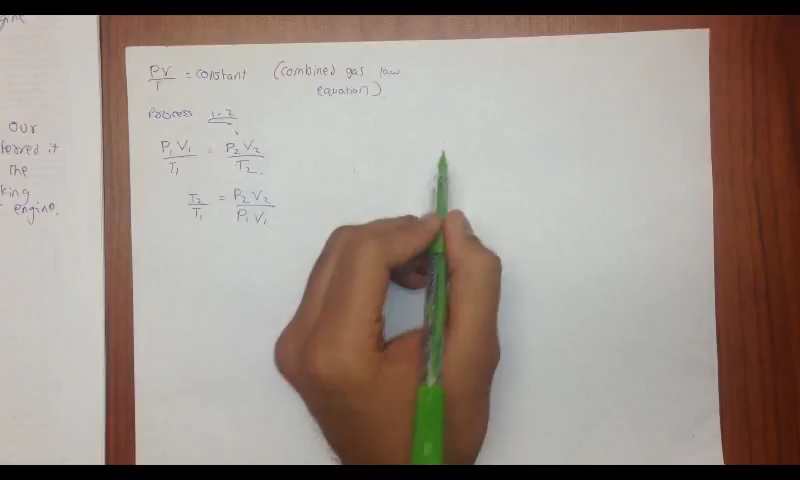 Our
the
engine.
PV/T = constant (combined gas law
equation)
Process 1-2
P₁V₁/T₁ = P₂V₂/T₂
T₂/T₁ = P₂V₂/P₁V₁